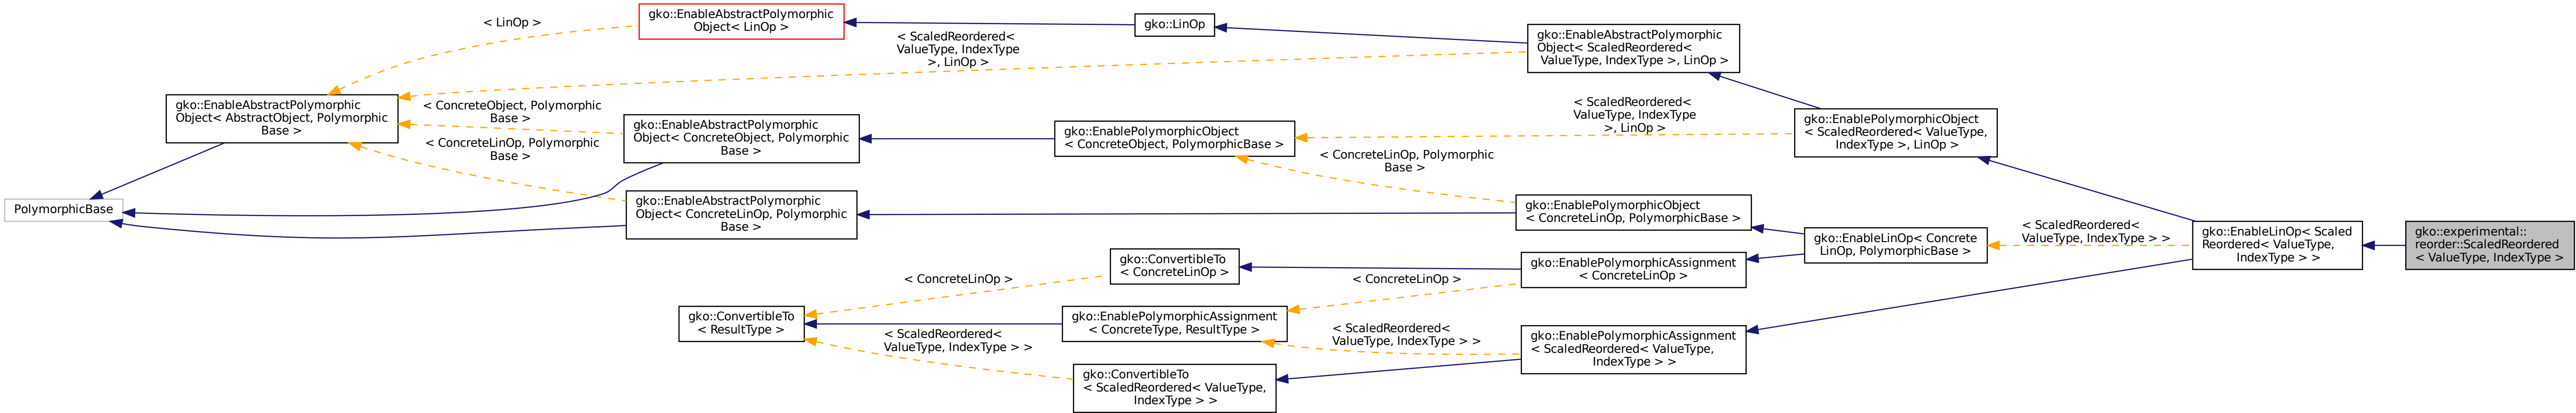 gko::EnableAbstractPolymorphic
Object< LinOp >
gko::LinOp
< LinOp >
< ScaledReordered<
ValueType, IndexType
>, LinOp >
gko::EnableAbstractPolymorphic
Object< ScaledReordered<
ValueType, IndexType >, LinOp >
gko::EnableAbstractPolymorphic
Object< AbstractObject, Polymorphic
Base >
< ConcreteObject, Polymorphic
Base >
< ConcreteLinOp, Polymorphic
Base >
gko::EnableAbstractPolymorphic
Object< ConcreteObject, Polymorphic
Base >
gko::EnablePolymorphicObject
< ConcreteObject, PolymorphicBase >
< ScaledReordered<
ValueType, IndexType
>, LinOp >
gko::EnablePolymorphicObject
< ScaledReordered< ValueType,
IndexType >, LinOp >
< ConcreteLinOp, Polymorphic
Base >
PolymorphicBase
gko::EnableAbstractPolymorphic
Object< ConcreteLinOp, Polymorphic
Base >
gko::EnablePolymorphicObject
< ConcreteLinOp, PolymorphicBase >
gko::EnableLinOp< Concrete
LinOp, PolymorphicBase >
< ScaledReordered<
ValueType, IndexType > >
gko::EnableLinOp< Scaled
Reordered< ValueType,
IndexType > >
gko::experimental::
reorder::ScaledReordered
< ValueType, IndexType >
gko::ConvertibleTo
< ConcreteLinOp >
gko::EnablePolymorphicAssignment
< ConcreteLinOp >
< ConcreteLinOp >
< ConcreteLinOp >
gko::ConvertibleTo
< ResultType >
gko::EnablePolymorphicAssignment
< ConcreteType, ResultType >
< ScaledReordered<
ValueType, IndexType > >
< ScaledReordered<
ValueType, IndexType > >
gko::EnablePolymorphicAssignment
< ScaledReordered< ValueType,
IndexType > >
gko::ConvertibleTo
< ScaledReordered< ValueType,
IndexType > >